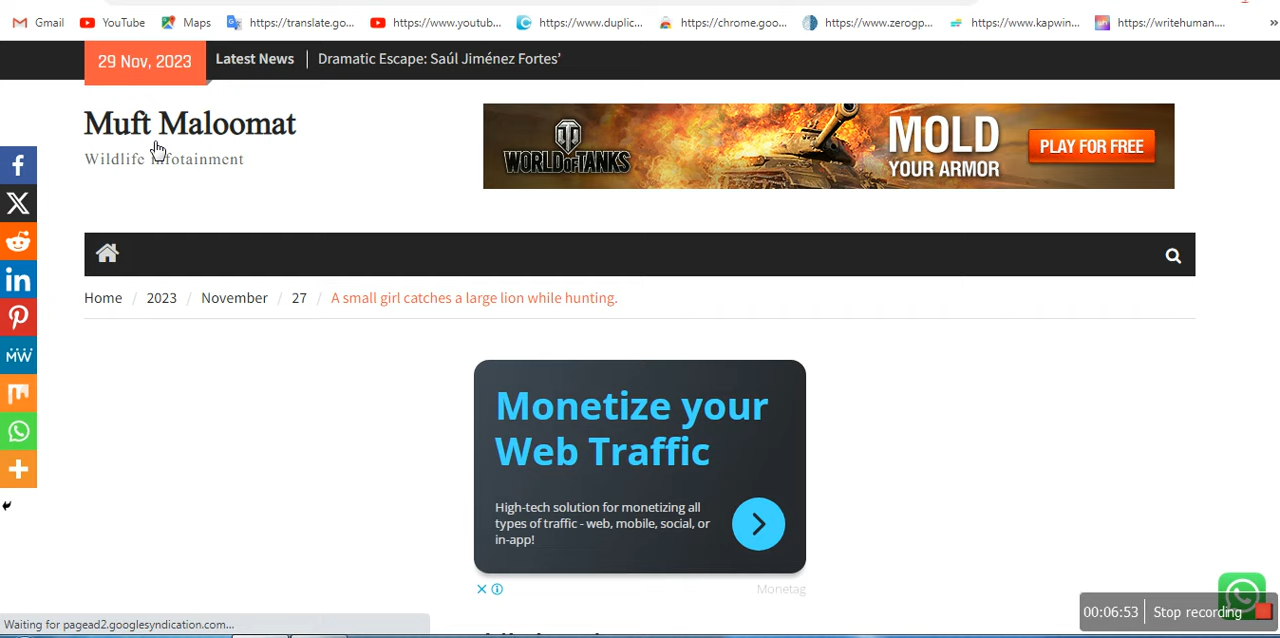 Gmail
YouTube
Maps
https://translate.go...
https://www.youtub...
https://www.duplic...
https://chrome.goo...
https://www.zerogp...
https://www.kapwin...
https://writehuman....
»
29 Nov, 2023
Latest News
Dramatic Escape: Saúl Jiménez Fortes’
Muft Maloomat
Wildlife Infotainment
WORLD OF TANKS
MOLD
YOUR ARMOR
PLAY FOR FREE
Home / 2023 / November / 27 / A small girl catches a large lion while hunting.
MW
Monetize your
Web Traffic
High-tech solution for monetizing all
types of traffic - web, mobile, social, or
in-app!
Monetag
00:06:53
Stop recording
Waiting for pagead2.googlesyndication.com...